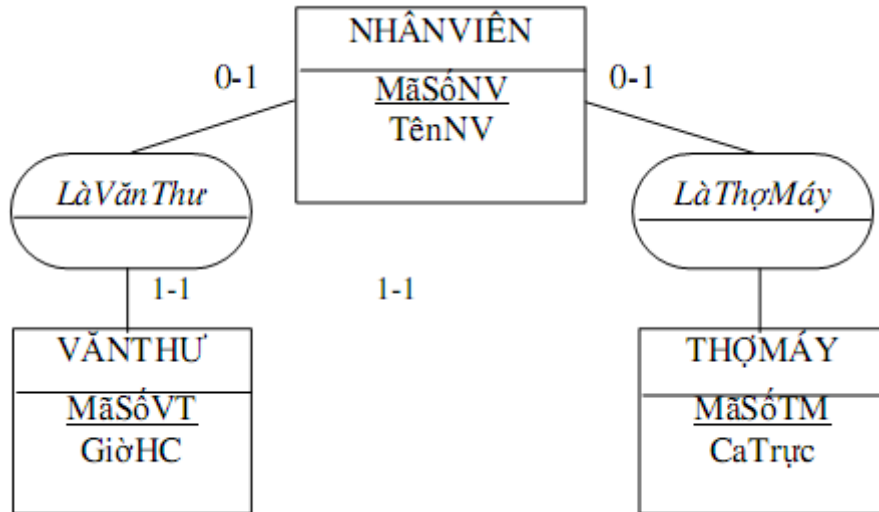 NHÂNVIÊN
0-1
0-1
MãSốNV
TênNV
LàVănThư
LàThợMáy
1-1
1-1
VĂNTHƯ
THỢMÁY
MãSốVT
MãSốTM
GiờHC
CaTrực